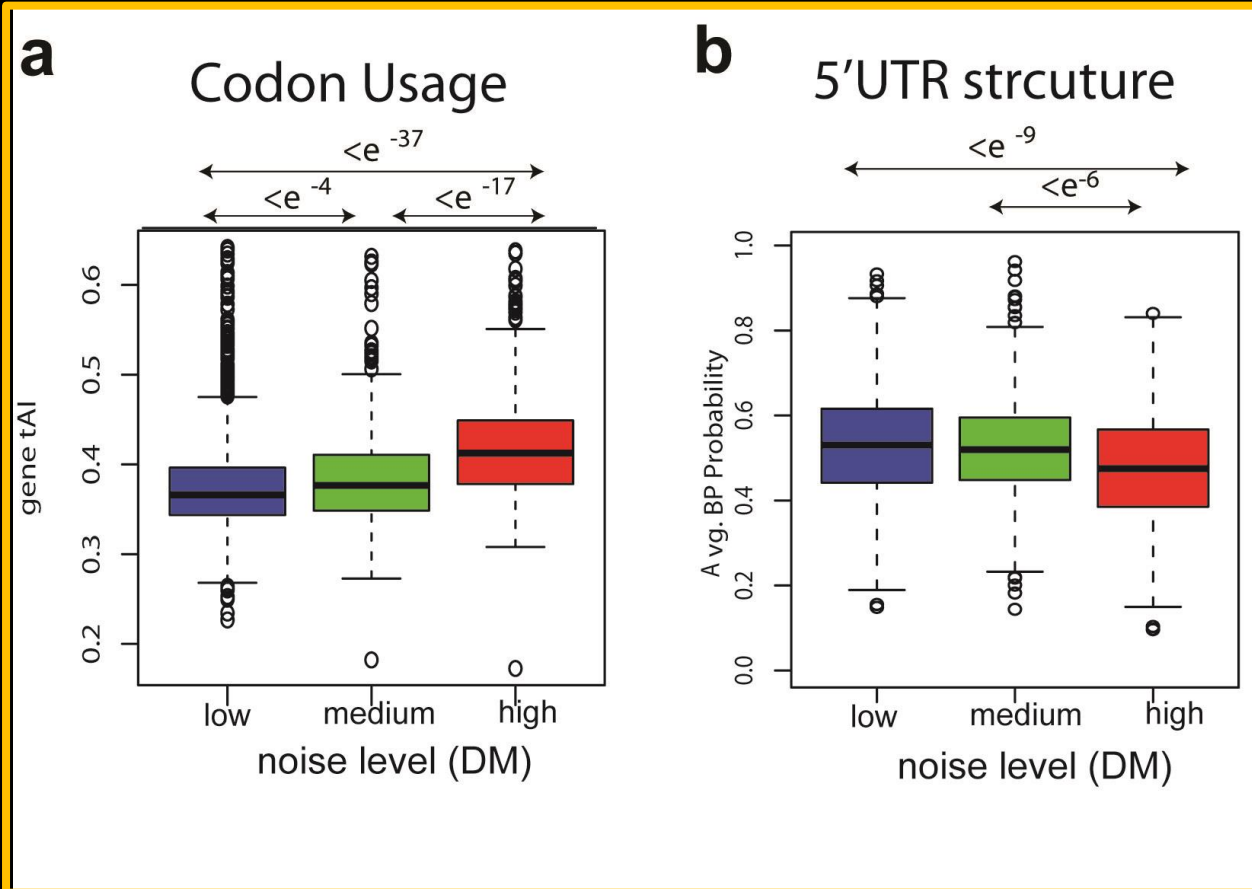 a
Codon Usage
<e -37
<e -4
<e -17
gene tAI
0.6
0.5
0.4
0.3
0.2
low
medium
high
noise level (DM)
b
5'UTR strcuture
<e -9
<e-6
A vg. BP Probability
1.0
0.8
0.6
0.4
0.2
0.0
low
medium
high
noise level (DM)